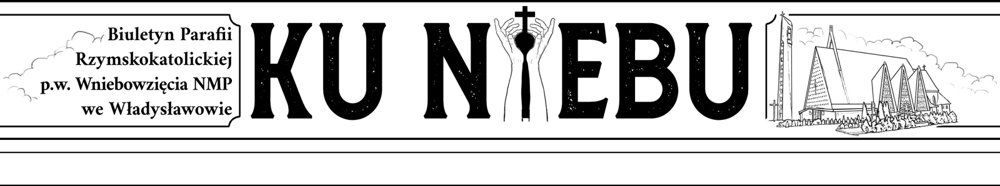 Biuletyn Parafii
Rzymskokatolickiej
p.w. Wniebowzięcia NMP
we Władysławowie
KU NIEBU